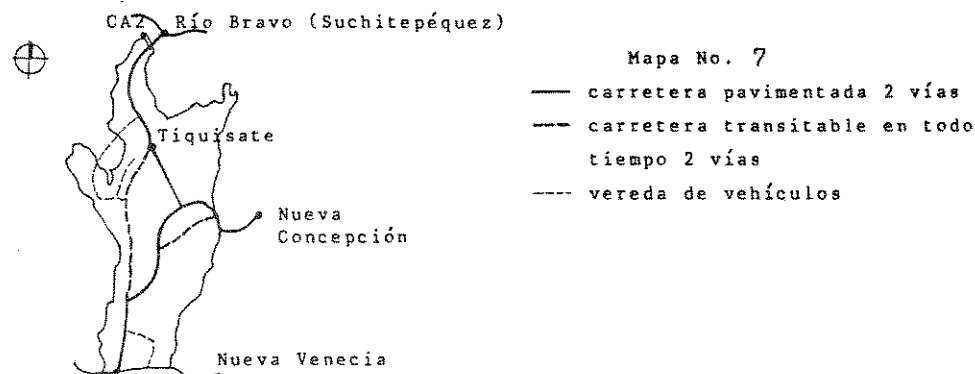 CA2 Río Bravo (Suchitepéquez)
Mapa No. 7
carretera pavimentada 2 vías
carretera transitable en todo
tiempo 2 vías
vereda de vehículos
Tiquisate
Nueva
Concepción
Nueva Venecia